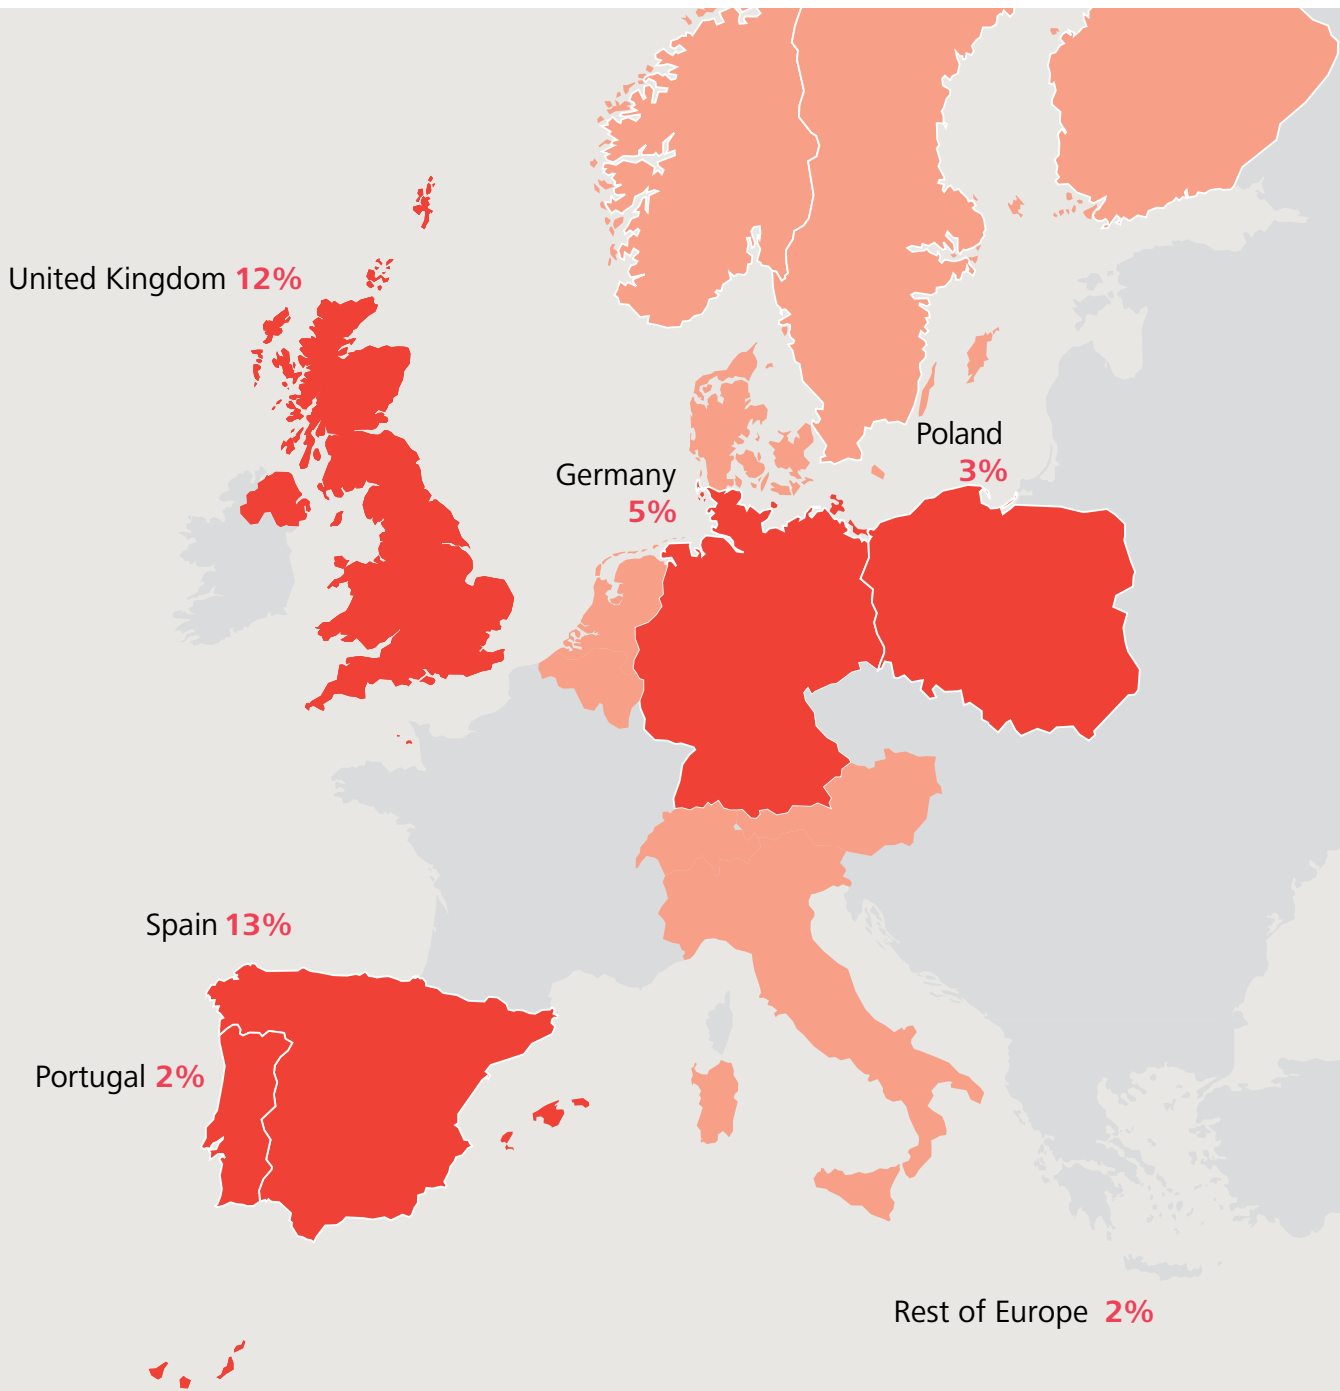 United Kingdom 12%
Poland
3%
Germany
5%
Spain 13%
Portugal 2%
Rest of Europe 2%